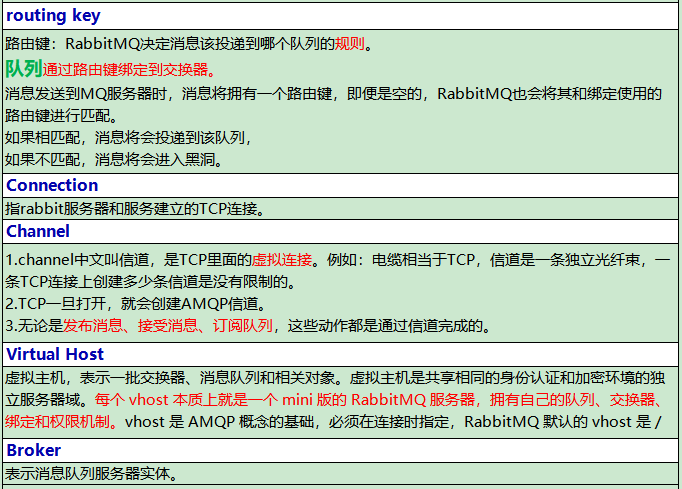 routing key
路由键：RabbitMQ决定消息该投递到哪个队列的规则。
队列通过路由键绑定到交换器。
消息发送到MQ服务器时，消息将拥有一个路由键，即便是空的，RabbitMQ也会将其和绑定使用的
路由键进行匹配。
如果相匹配，消息将会投递到该队列，
如果不匹配，消息将会进入黑洞。
Connection
指rabbit服务器和服务建立的TCP连接。
Channel
1.channel中文叫信道，是TCP里面的虚拟连接。例如：电缆相当于TCP，信道是一条独立光纤束，一
条TCP连接上创建多少条信道是没有限制的。
2.TCP一旦打开，就会创建AMQP信道。
3.无论是发布消息、接受消息、订阅队列，这些动作都是通过信道完成的。
Virtual Host
虚拟主机，表示一批交换器、消息队列和相关对象。虚拟主机是共享相同的身份认证和加密环境的独
立服务器域。每个 vhost 本质上就是一个 mini 版的 RabbitMQ 服务器，拥有自己的队列、交换器、
绑定和权限机制。vhost 是 AMQP 概念的基础，必须在连接时指定，RabbitMQ 默认的 vhost 是 /
Broker
表示消息队列服务器实体。